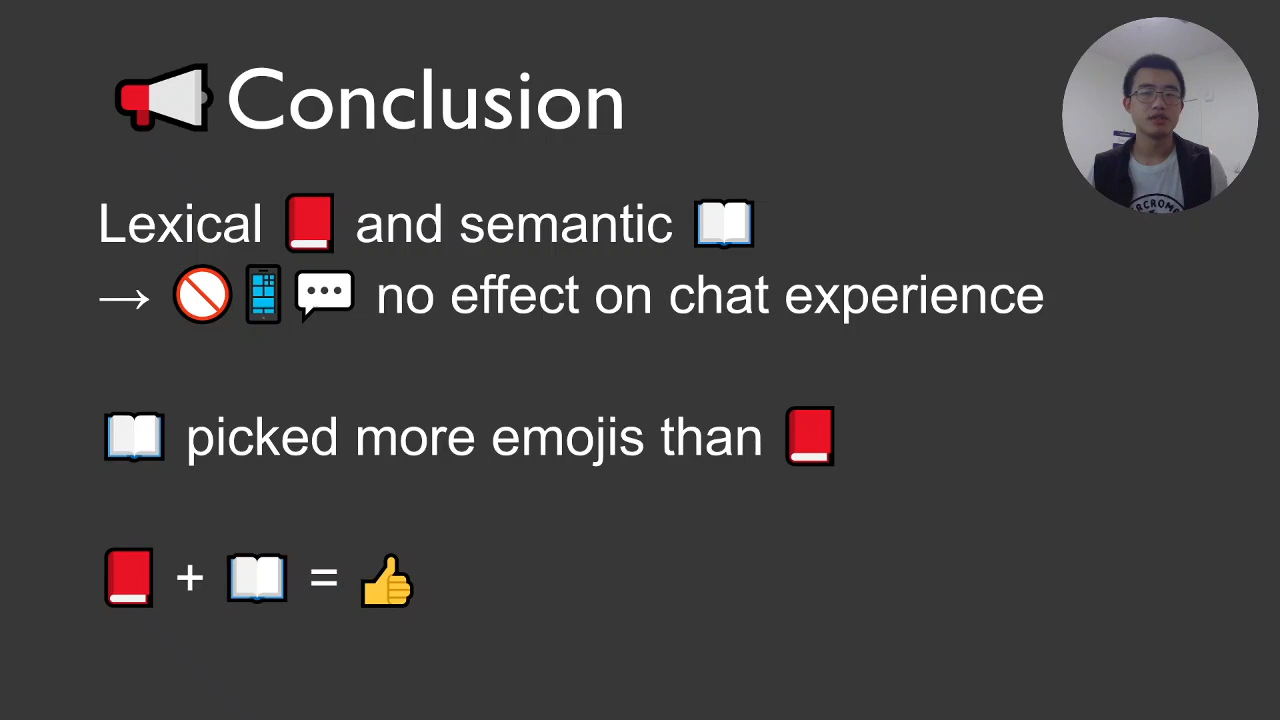 📢 Conclusion
Lexical 📕 and semantic 📖
→ 🚫📱💬 no effect on chat experience
📖 picked more emojis than 📕
📕 + 📖 = 👍